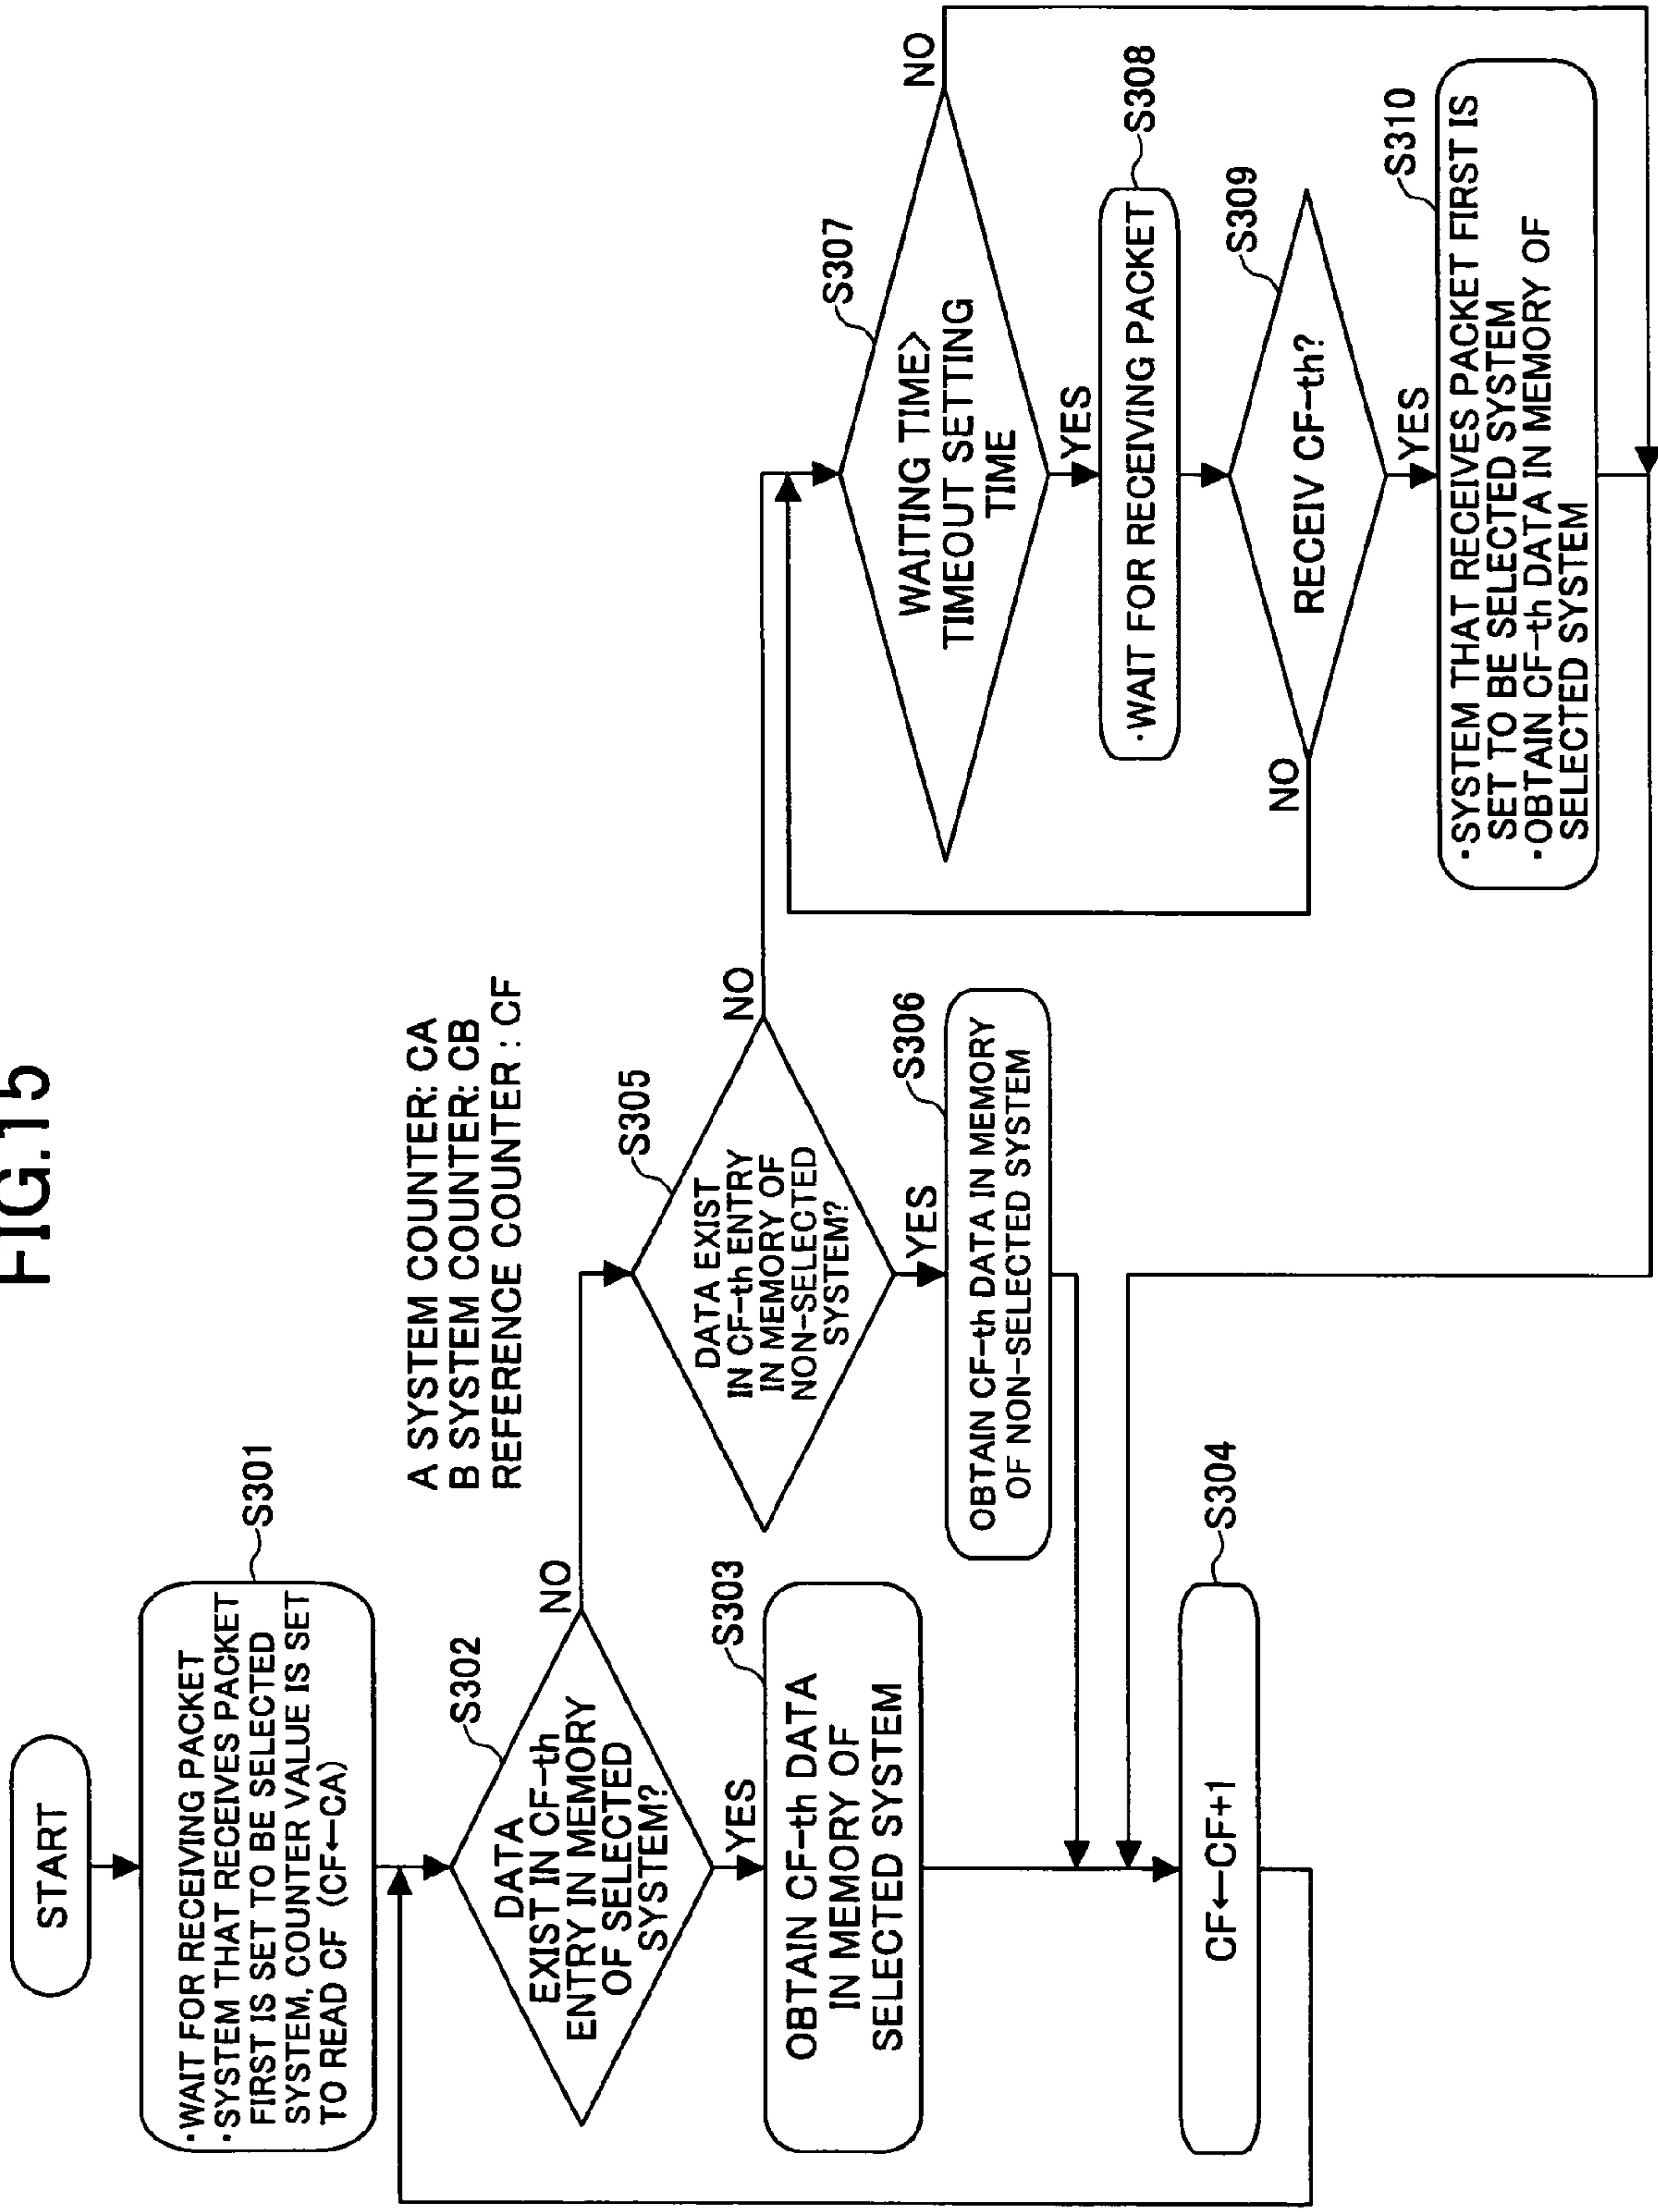 FIG.15
START
·WAIT FOR RECEIVING PACKET
·SYSTEM THAT RECEIVES PACKET
FIRST IS SET TO BE SELECTED
SYSTEM, COUNTER VALUE IS SET
TO READ CF (CF←CA)
S301
A SYSTEM COUNTER: CA
B SYSTEM COUNTER: CB
REFERENCE COUNTER : CF
DATA
EXIST IN CF-th
ENTRY IN MEMORY
OF SELECTED
SYSTEM?
S302
NO
YES
OBTAIN CF-th DATA
IN MEMORY OF
SELECTED SYSTEM
S303
CF←CF+1
S304
DATA EXIST
IN CF-th ENTRY
IN MEMORY OF
NON-SELECTED
SYSTEM?
S305
NO
YES
OBTAIN CF-th DATA IN MEMORY
OF NON-SELECTED SYSTEM
S306
WAITING TIME>
TIMEOUT SETTING
TIME
S307
NO
YES
·WAIT FOR RECEIVING PACKET
S308
RECEIV CF-th?
S309
NO
YES
·SYSTEM THAT RECEIVES PACKET FIRST IS
SET TO BE SELECTED SYSTEM
·OBTAIN CF-th DATA IN MEMORY OF
SELECTED SYSTEM
S310